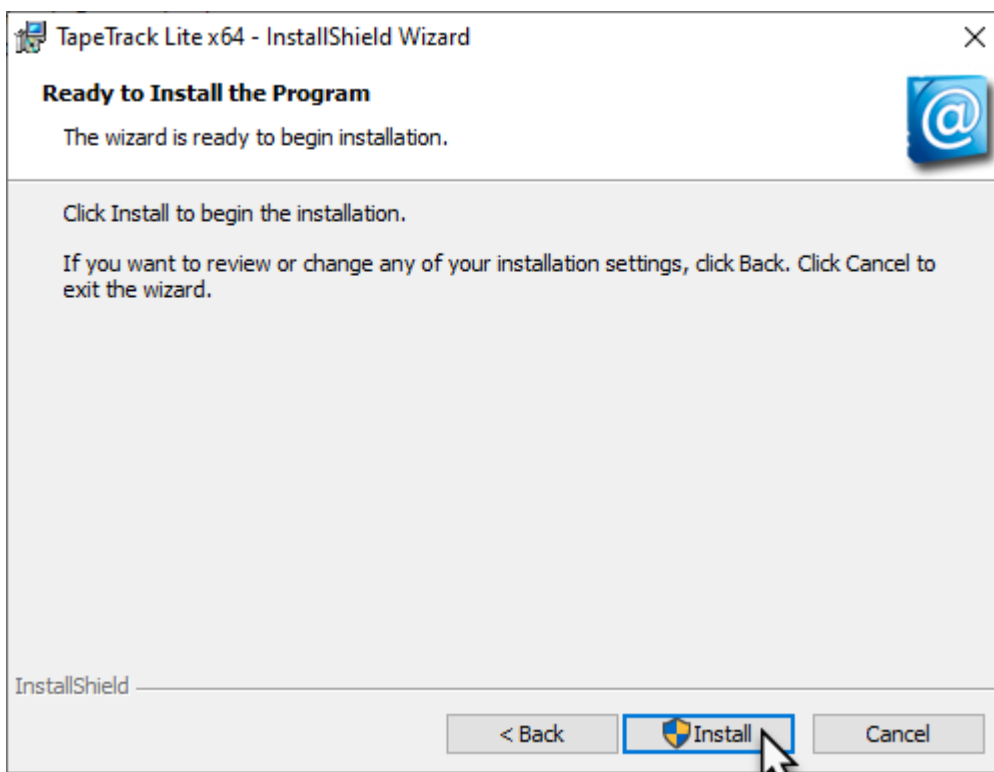 TapeTrack Lite x64 - InstallShield Wizard
Ready to Install the Program
The wizard is ready to begin installation.
@
Click Install to begin the installation.
If you want to review or change any of your installation settings, click Back. Click Cancel to
exit the wizard.
InstallShield
< Back
Install
Cancel